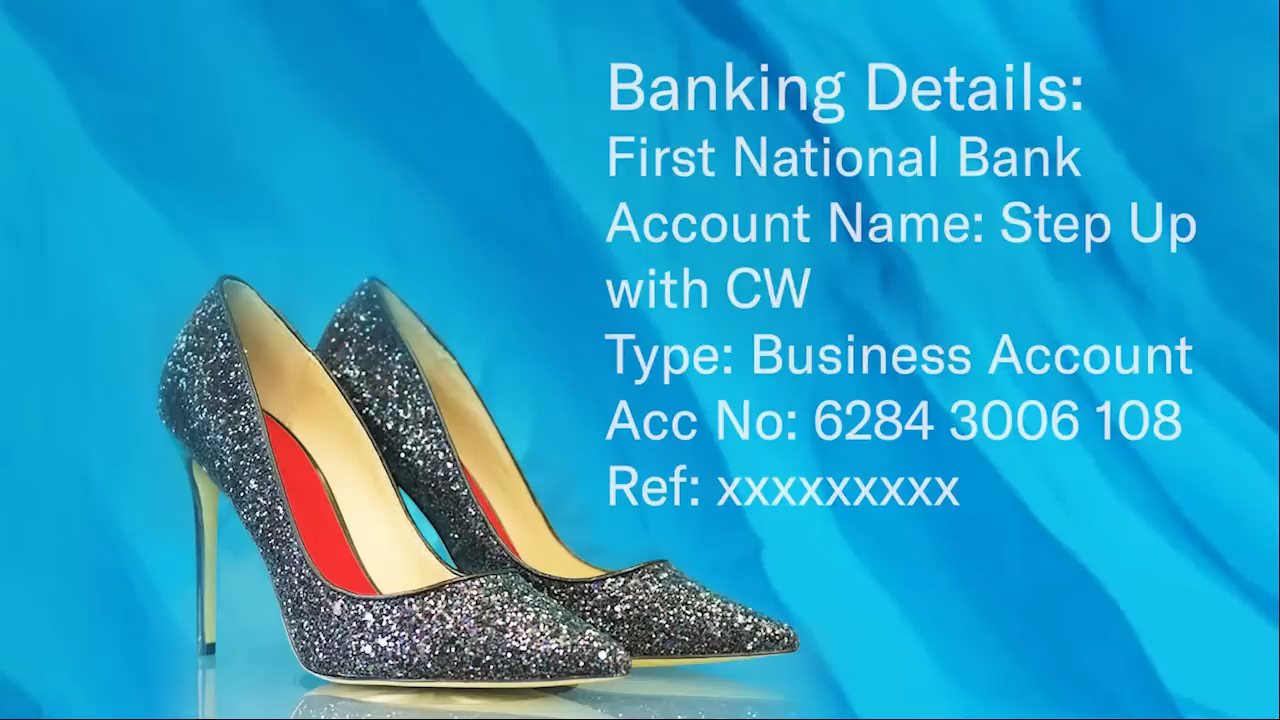 Banking Details:
First National Bank
Account Name: Step Up
with CW
Type: Business Account
Acc No: 6284 3006 108
Ref: xxxxxxxxx